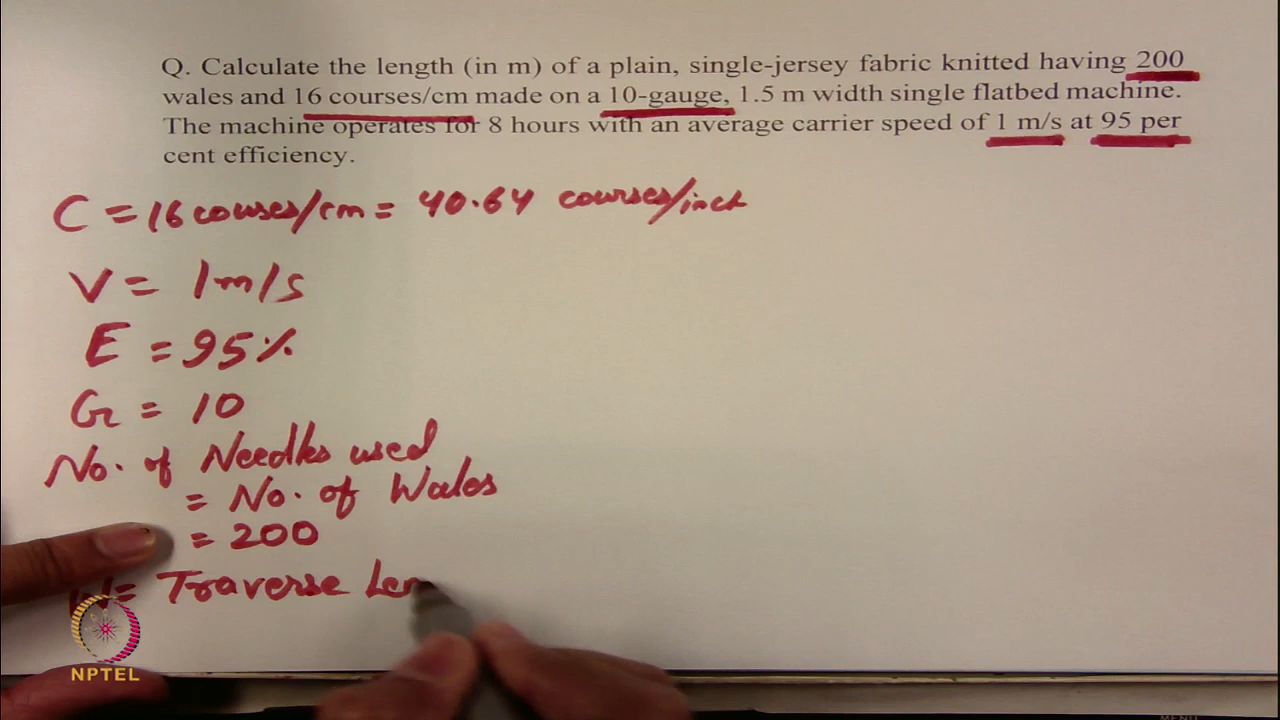 Q. Calculate the length (in m) of a plain, single-jersey fabric knitted having 200
wales and 16 courses/cm made on a 10-gauge, 1.5 m width single flatbed machine.
The machine operates for 8 hours with an average carrier speed of 1 m/s at 95 per
cent efficiency.
C = 16 couses/cm = 40.64 courses/inch
V = 1m/s
E = 95%
G = 10
No. of Needles used
= No. of Wales
= 200
W = Traverse Len
NPTEL